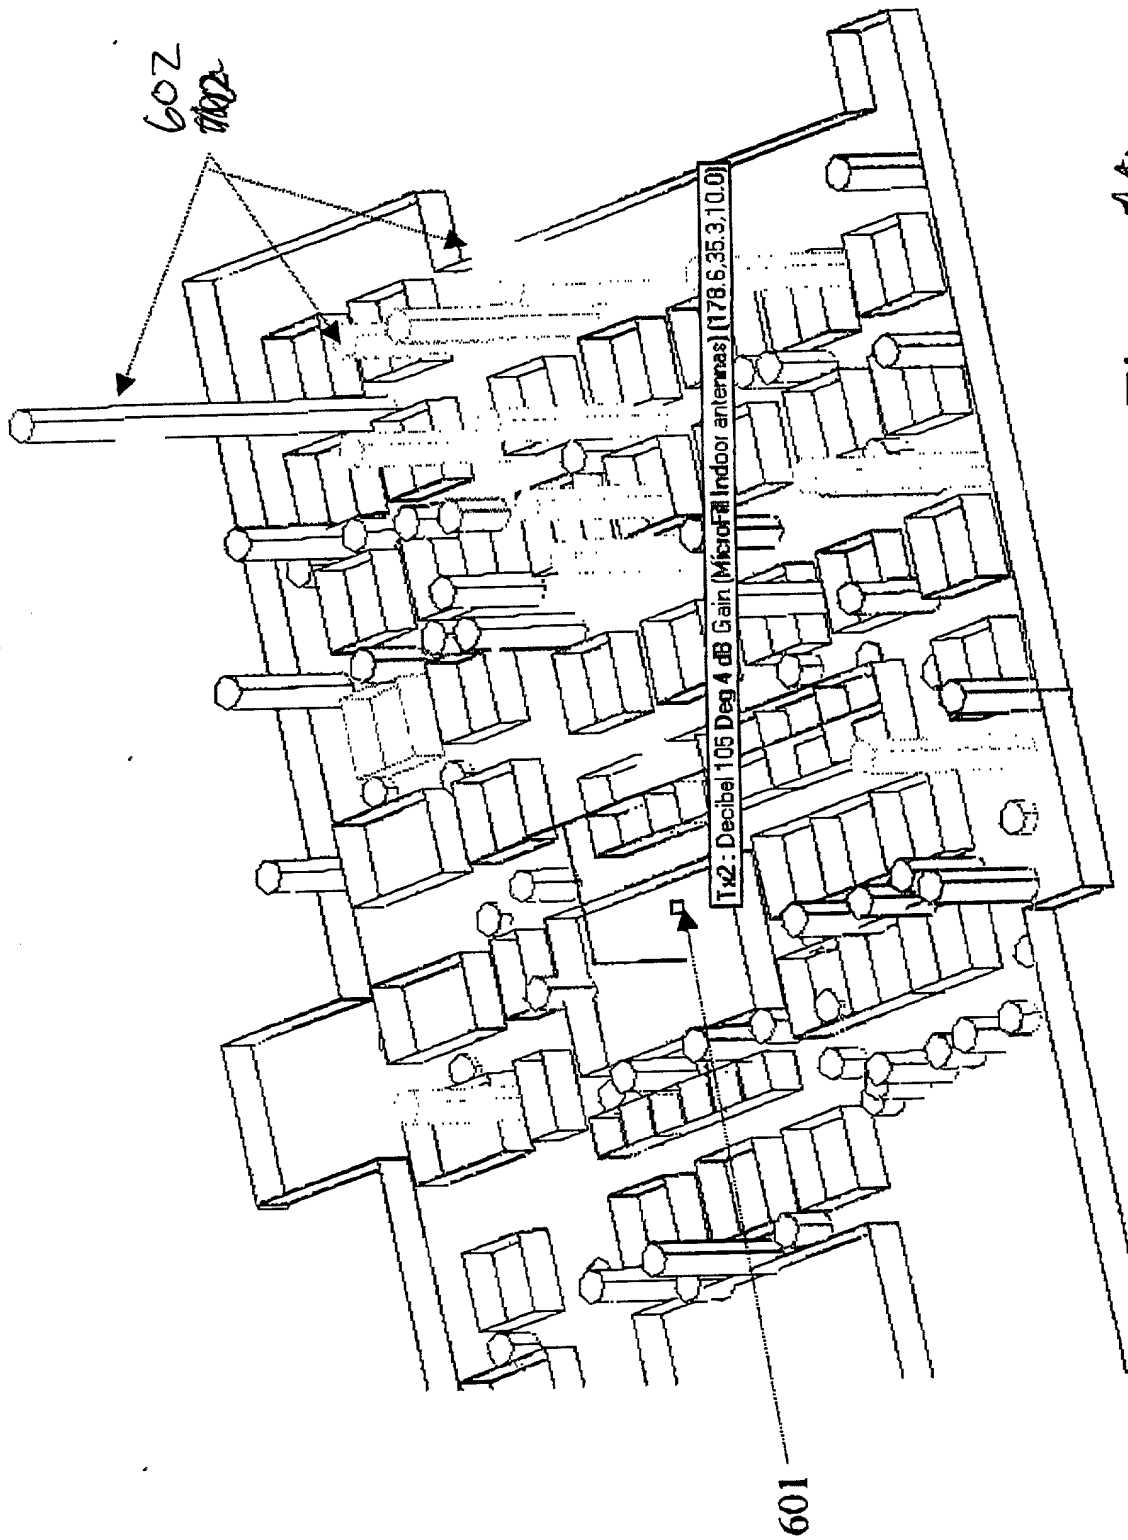 602
Tx2 : Decibel 105 Deg 4 dB Gain (MicroFill Indoor antennas) (178.6,35.3,10.0)
601